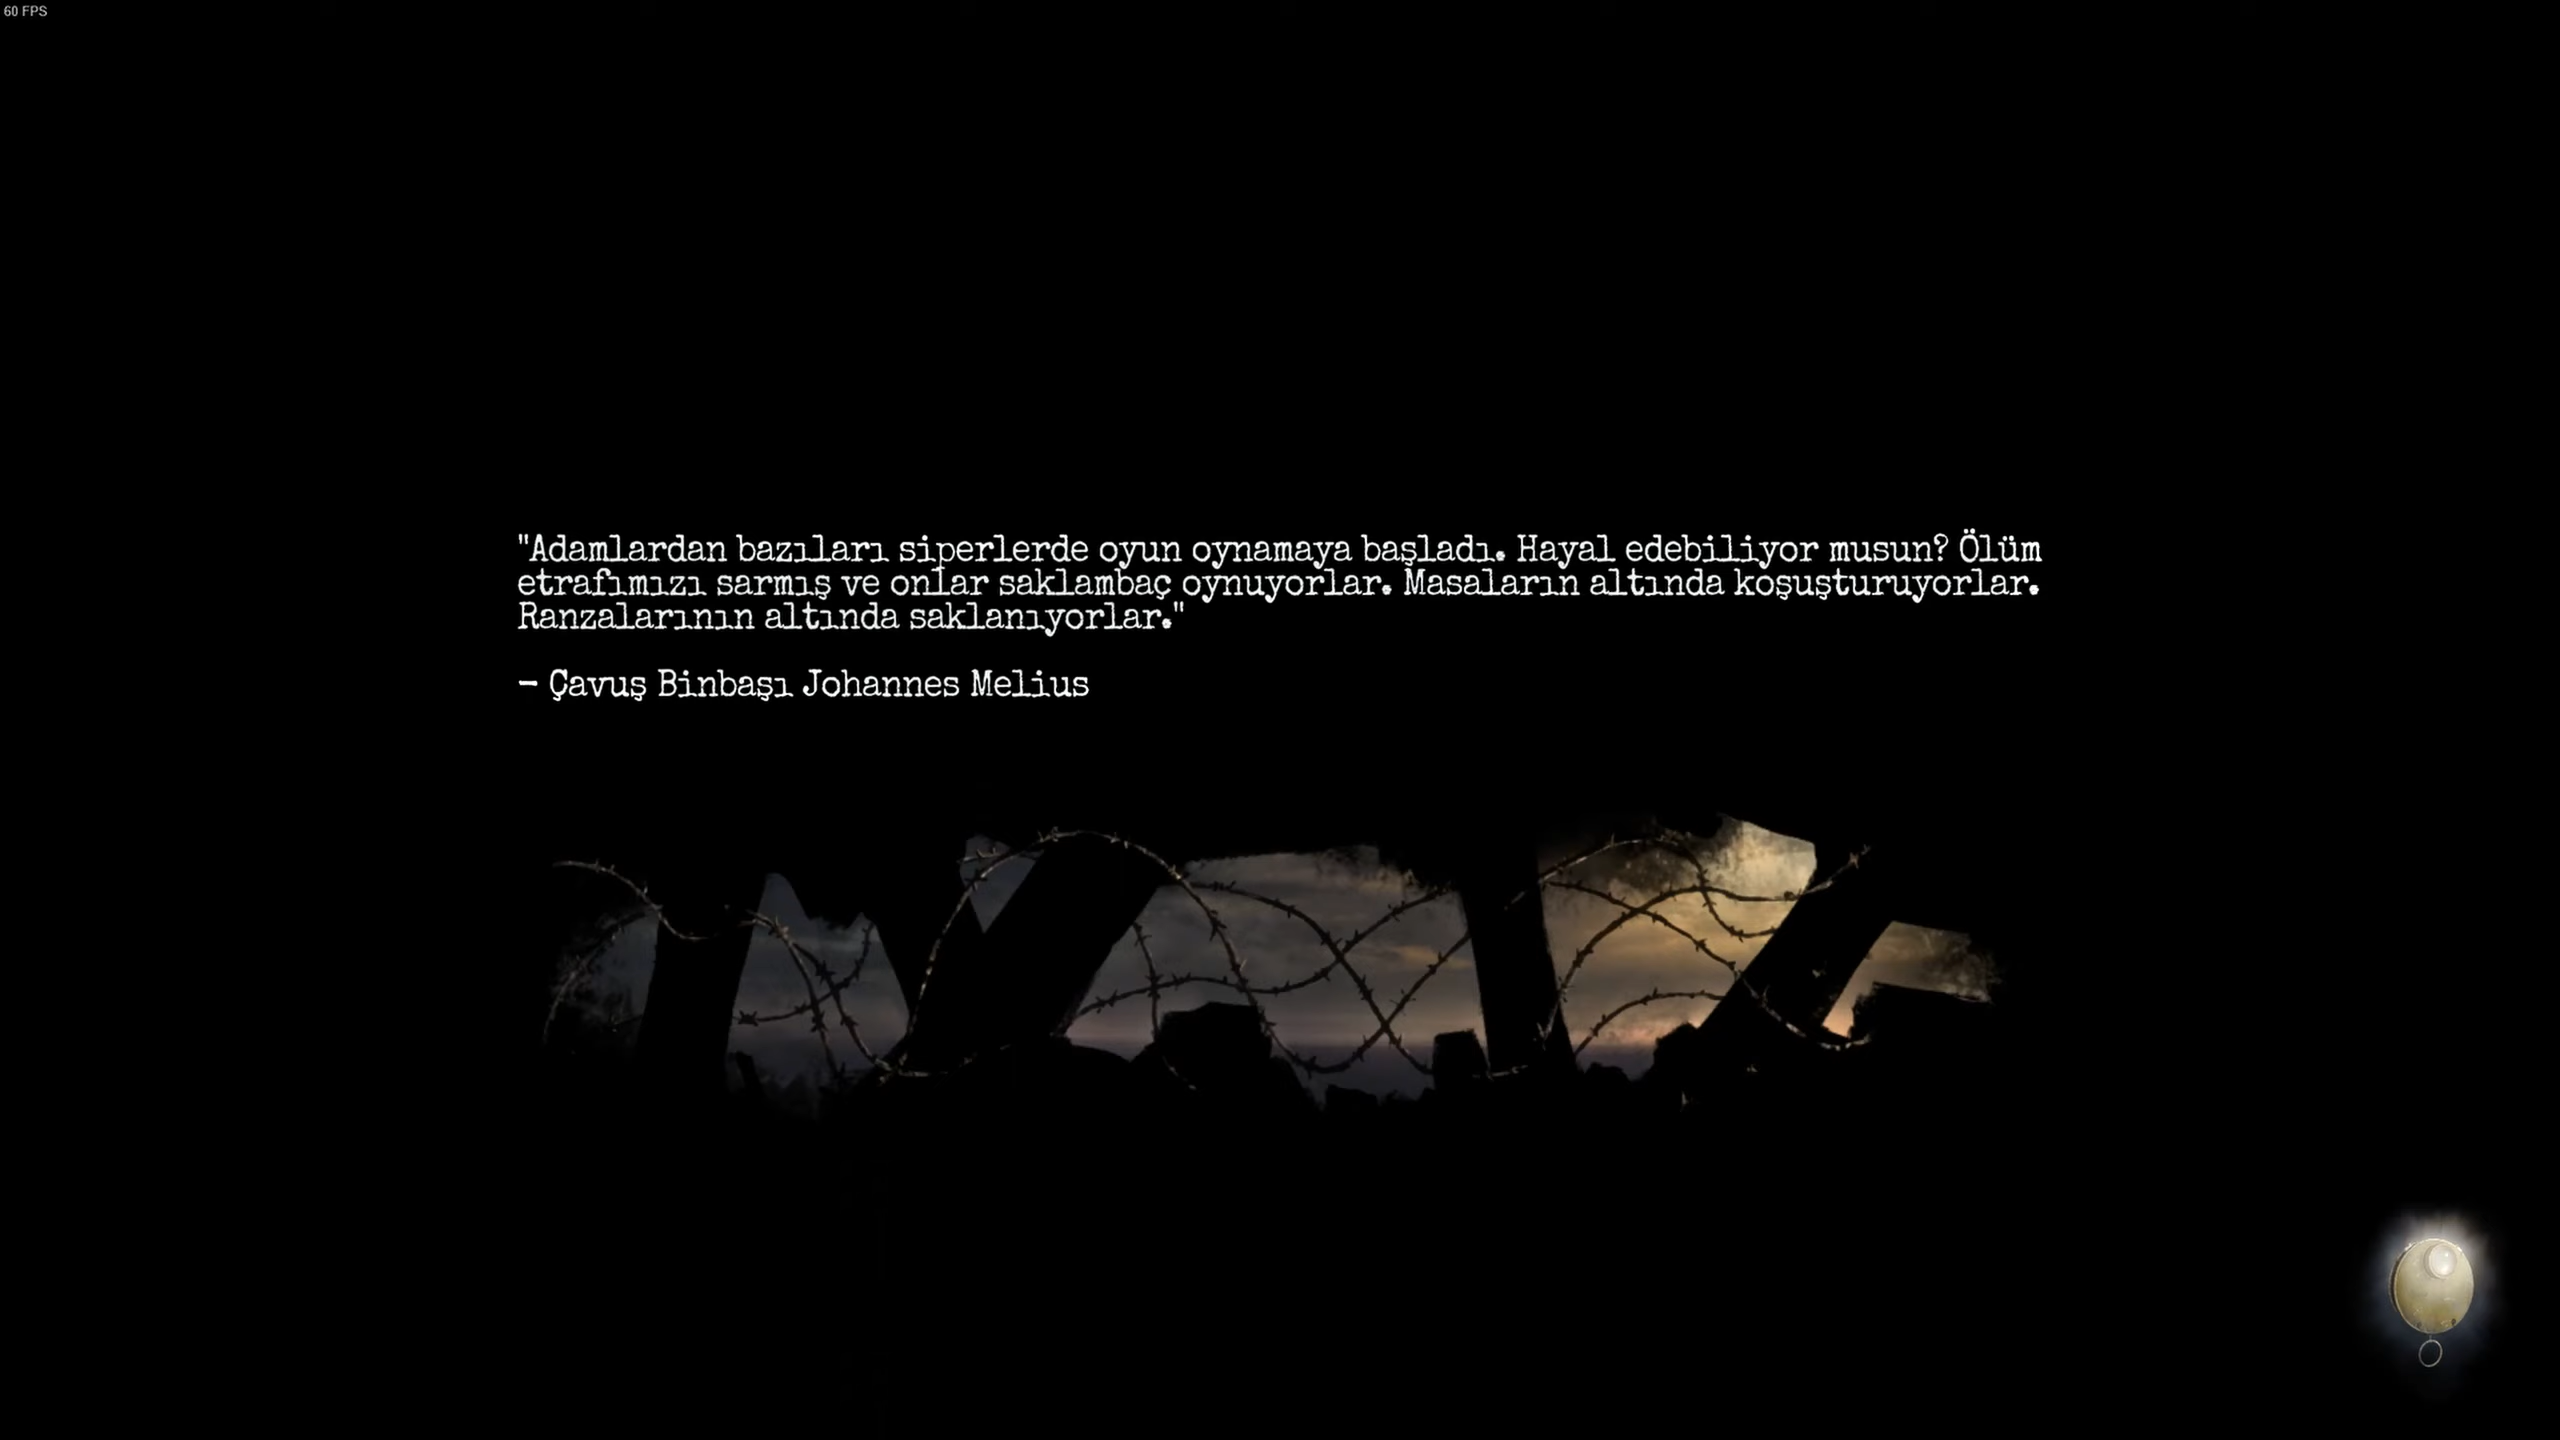 60 FPS
"Adamlardan bazıları siperlerde oyun oynamaya başladı. Hayal edebiliyor musun? Ölüm
etrafımızı sarmış ve onlar saklambaç oynuyorlar. Masaların altında koşuşturuyorlar.
Ranzalarının altında saklanıyorlar."
- Çavuş Binbaşı Johannes Melius